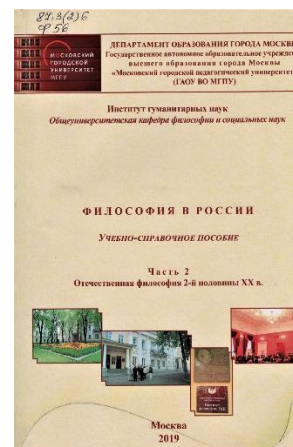 87.3(2)6
Ф 56
МОСКОВСКИЙ
ГОРОДСКОЙ
УНИВЕРСИТЕТ
МГПУ
ДЕПАРТАМЕНТ ОБРАЗОВАНИЯ ГОРОДА МОСКВЫ
Государственное автономное образовательное учрежден
высшего образования города Москвы
«Московский городской педагогический университет
(ГАОУ ВО МГПУ)
Институт гуманитарных наук
Общеуниверситетская кафедра философии и социальных наук
ФИЛОСОФИЯ В РОССИИ
УЧЕБНО-СПРАВОЧНОЕ ПОСОБИЕ
Часть 2
Отечественная философия 2-й половины XX в.
Москва
2019